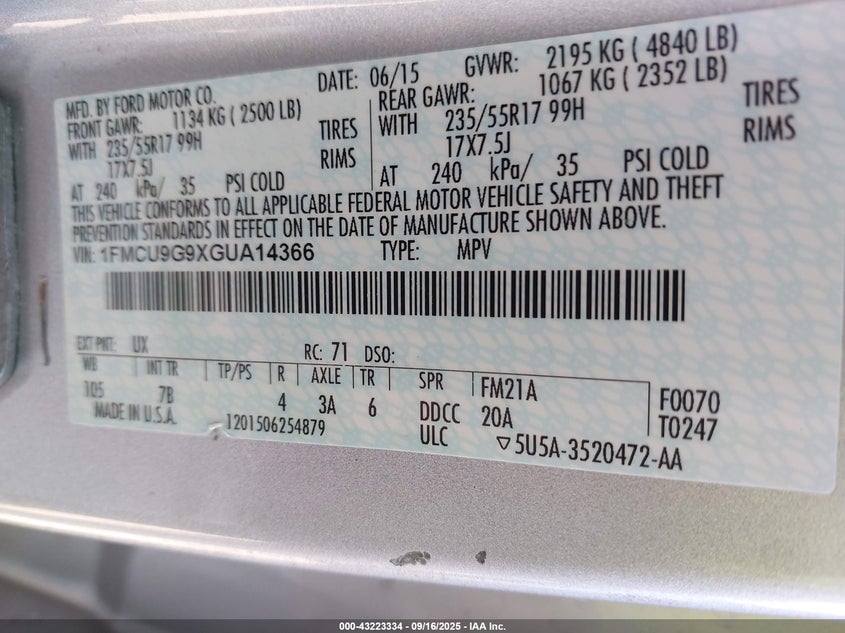 MFD. BY FORD MOTOR CO.
DATE: 06/15 GVWR: 2195 KG ( 4840 LB)
FRONT GAWR: 1134 KG ( 2500 LB) REAR GAWR: 1067 KG ( 2352 LB)
WITH 235/55R17 99H TIRES WITH 235/55R17 99H TIRES
17X7.5J RIMS 17X7.5J RIMS
AT 240 kPa/ 35 PSI COLD AT 240 kPa/ 35 PSI COLD
THIS VEHICLE CONFORMS TO ALL APPLICABLE FEDERAL MOTOR VEHICLE SAFETY AND THEFT
PREVENTION STANDARDS IN EFFECT ON THE DATE OF MANUFACTURE SHOWN ABOVE.
VIN: 1FMCU9G9XGUA14366 TYPE: MPV
EXT PNT: UX RC: 71 DSO:
WB INT TR TP/PS R AXLE TR SPR FM21A F0070
105 7B 4 3A 6 DDCC 20A T0247
MADE IN U.S.A. 1201506254879 ULC ▽5U5A-3520472-AA
000-43223334 - 09/16/2025 - IAA Inc.